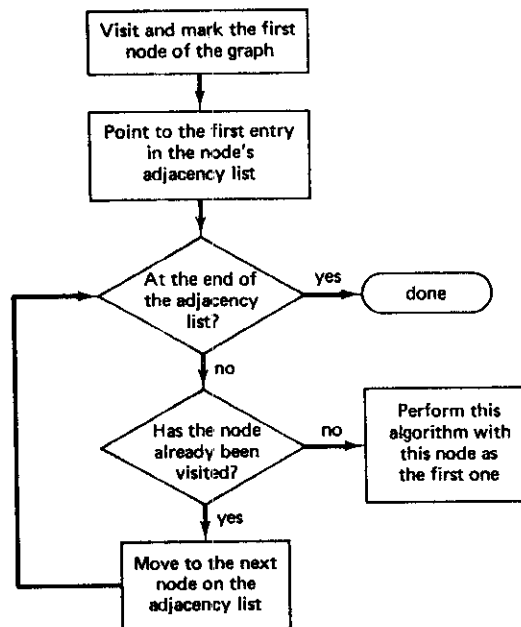 Visit and mark the first
node of the graph
Point to the first entry
in the node's
adjacency list
At the end of
the adjacency
list?
yes
done
no
Has the node
already been
visited?
no
Perform this
algorithm with
this node as
the first one
yes
Move to the next
node on the
adjacency list